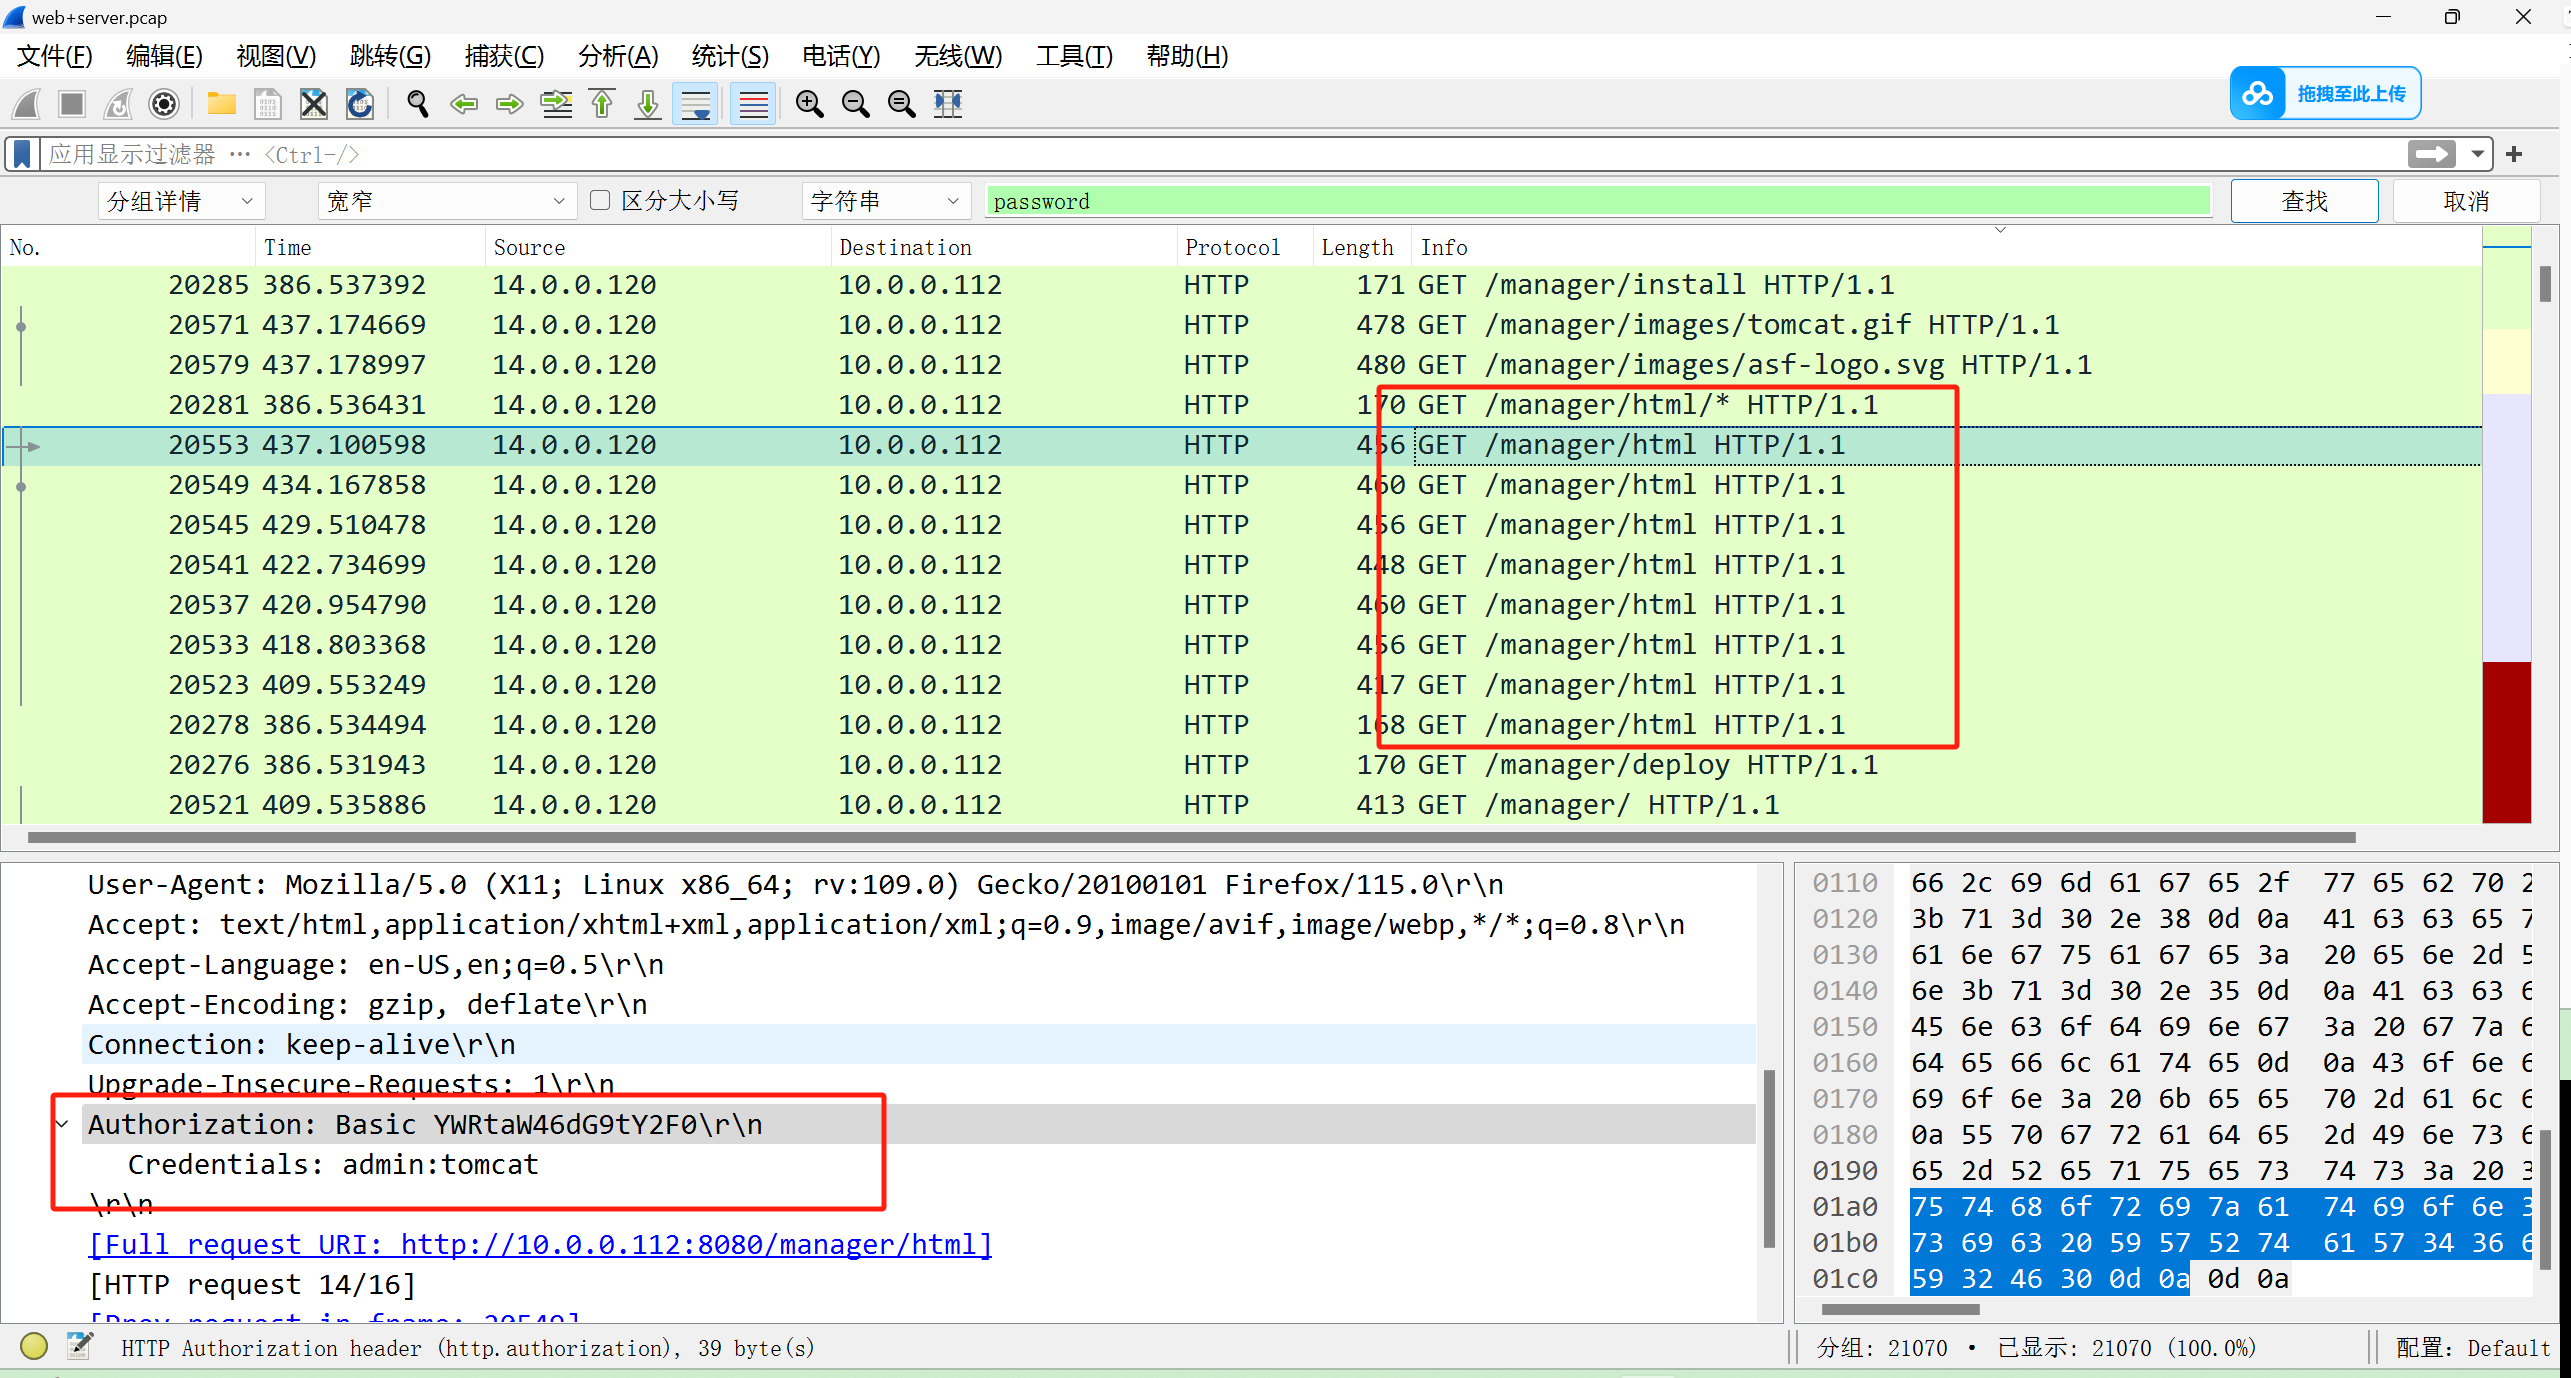 web+server.pcap
文件(F) 编辑(E) 视图(V) 跳转(G) 捕获(C) 分析(A) 统计(S) 电话(Y) 无线(W) 工具(T) 帮助(H)
拖拽至此上传
应用显示过滤器 … <Ctrl-/>
分组详情 宽窄 区分大小写 字符串 password 查找 取消
No. Time Source Destination Protocol Length Info
20285 386.537392 14.0.0.120 10.0.0.112 HTTP 171 GET /manager/install HTTP/1.1
20571 437.174669 14.0.0.120 10.0.0.112 HTTP 478 GET /manager/images/tomcat.gif HTTP/1.1
20579 437.178997 14.0.0.120 10.0.0.112 HTTP 480 GET /manager/images/asf-logo.svg HTTP/1.1
20281 386.536431 14.0.0.120 10.0.0.112 HTTP 170 GET /manager/html/* HTTP/1.1
20553 437.100598 14.0.0.120 10.0.0.112 HTTP 456 GET /manager/html HTTP/1.1
20549 434.167858 14.0.0.120 10.0.0.112 HTTP 460 GET /manager/html HTTP/1.1
20545 429.510478 14.0.0.120 10.0.0.112 HTTP 456 GET /manager/html HTTP/1.1
20541 422.734699 14.0.0.120 10.0.0.112 HTTP 448 GET /manager/html HTTP/1.1
20537 420.954790 14.0.0.120 10.0.0.112 HTTP 460 GET /manager/html HTTP/1.1
20533 418.803368 14.0.0.120 10.0.0.112 HTTP 456 GET /manager/html HTTP/1.1
20523 409.553249 14.0.0.120 10.0.0.112 HTTP 417 GET /manager/html HTTP/1.1
20278 386.534494 14.0.0.120 10.0.0.112 HTTP 168 GET /manager/html HTTP/1.1
20276 386.531943 14.0.0.120 10.0.0.112 HTTP 170 GET /manager/deploy HTTP/1.1
20521 409.535886 14.0.0.120 10.0.0.112 HTTP 413 GET /manager/ HTTP/1.1
User-Agent: Mozilla/5.0 (X11; Linux x86_64; rv:109.0) Gecko/20100101 Firefox/115.0\r\n
Accept: text/html,application/xhtml+xml,application/xml;q=0.9,image/avif,image/webp,*/*;q=0.8\r\n
Accept-Language: en-US,en;q=0.5\r\n
Accept-Encoding: gzip, deflate\r\n
Connection: keep-alive\r\n
Upgrade-Insecure-Requests: 1\r\n
Authorization: Basic YWRtaW46dG9tY2F0\r\n
Credentials: admin:tomcat
\r\n
[Full request URI: http://10.0.0.112:8080/manager/html]
[HTTP request 14/16]
[Prev request in frame: 20549]
0110 66 2c 69 6d 61 67 65 2f 77 65 62 70
0120 3b 71 3d 30 2e 38 0d 0a 41 63 63 65
0130 61 6e 67 75 61 67 65 3a 20 65 6e 2d
0140 6e 3b 71 3d 30 2e 35 0d 0a 41 63 63
0150 45 6e 63 6f 64 69 6e 67 3a 20 67 7a
0160 64 65 66 6c 61 74 65 0d 0a 43 6f 6e
0170 69 6f 6e 3a 20 6b 65 65 70 2d 61 6c
0180 0a 55 70 67 72 61 64 65 2d 49 6e 73
0190 65 2d 52 65 71 75 65 73 74 73 3a 20
01a0 75 74 68 6f 72 69 7a 61 74 69 6f 6e
01b0 73 69 63 20 59 57 52 74 61 57 34 36
01c0 59 32 46 30 0d 0a 0d 0a
HTTP Authorization header (http.authorization), 39 byte(s)
分组: 21070 · 已显示: 21070 (100.0%)
配置: Default